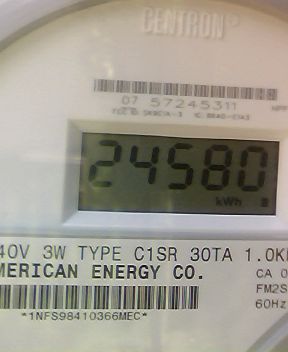 CENTRON
07 57245311
24580
kWh
40V 3W TYPE C1SR 30TA 1.0K
MERICAN ENERGY CO.
CA 0
FM2S
60Hz
*1NFS98410366MEC*